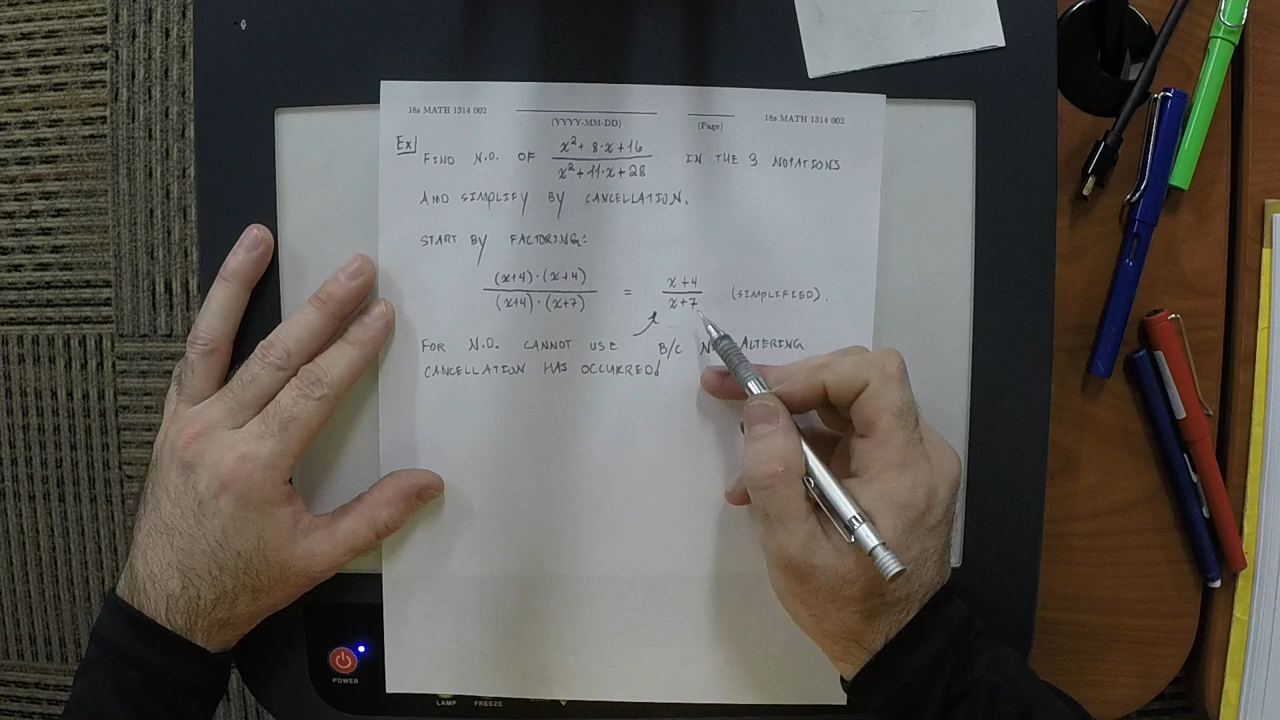 18s MATH 1314 002 (YYYY-MM-DD) (Page) 18s MATH 1314 002
Ex FIND N.D. OF (x²+8·x+16)/(x²+11·x+28) IN THE 3 NOTATIONS
AND SIMPLIFY BY CANCELLATION.
START BY FACTORING:
((x+4)·(x+4))/((x+4)·(x+7)) = (x+4)/(x+7) (SIMPLIFIED).
FOR N.D. CANNOT USE B/C ALTERING
CANCELLATION HAS OCCURRED!
POWER
LAMP FREEZE